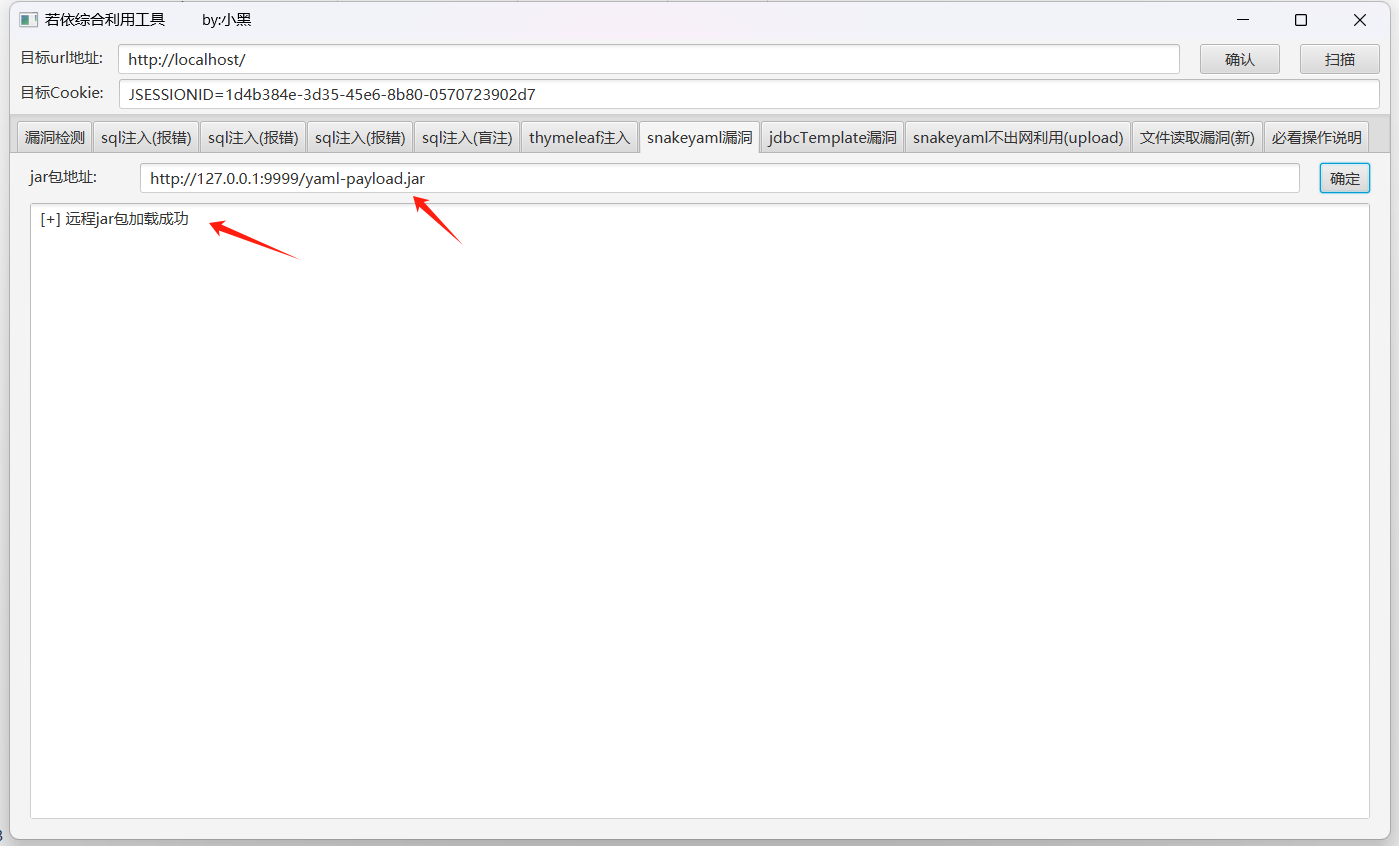 若依综合利用工具 by:小黑
目标url地址: http://localhost/ 确认 扫描
目标Cookie: JSESSIONID=1d4b384e-3d35-45e6-8b80-0570723902d7
漏洞检测 sql注入(报错) sql注入(报错) sql注入(报错) sql注入(盲注) thymeleaf注入 snakeyaml漏洞 jdbcTemplate漏洞 snakeyaml不出网利用(upload) 文件读取漏洞(新) 必看操作说明
jar包地址: http://127.0.0.1:9999/yaml-payload.jar 确定
[+] 远程jar包加载成功